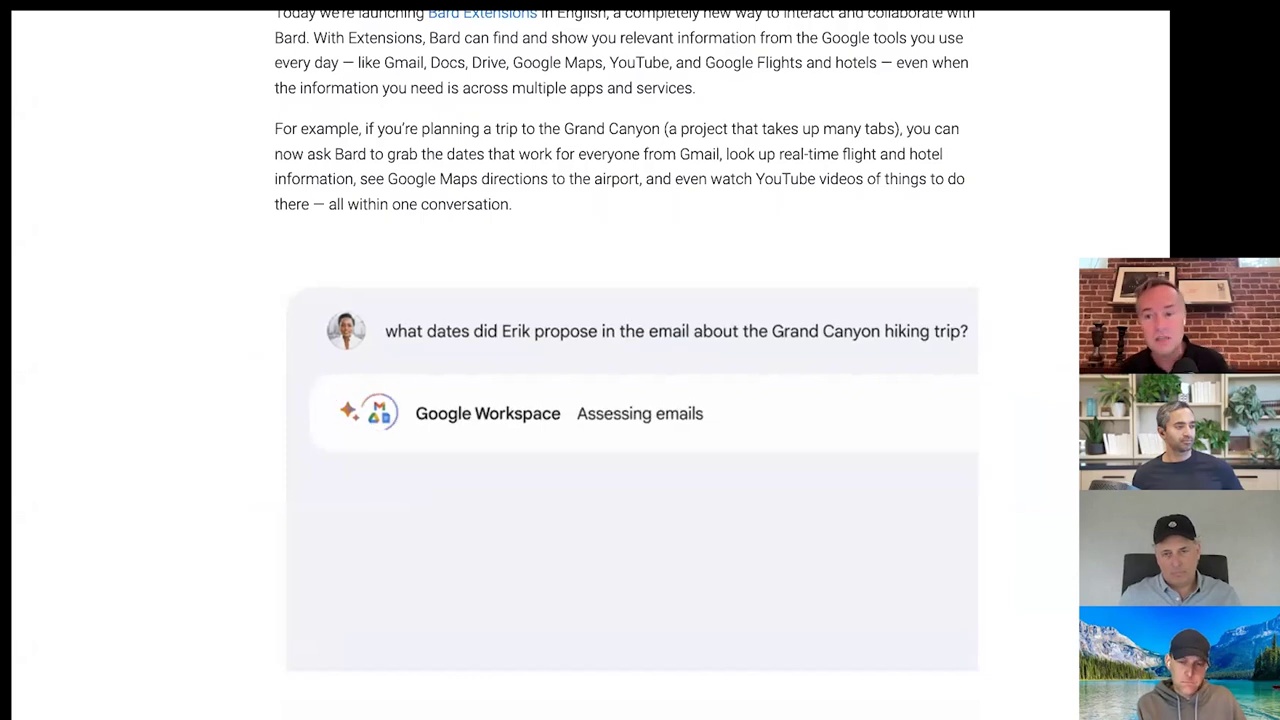 Today we're launching Bard Extensions in English, a completely new way to interact and collaborate with
Bard. With Extensions, Bard can find and show you relevant information from the Google tools you use
every day — like Gmail, Docs, Drive, Google Maps, YouTube, and Google Flights and hotels — even when
the information you need is across multiple apps and services.
For example, if you're planning a trip to the Grand Canyon (a project that takes up many tabs), you can
now ask Bard to grab the dates that work for everyone from Gmail, look up real-time flight and hotel
information, see Google Maps directions to the airport, and even watch YouTube videos of things to do
there — all within one conversation.
what dates did Erik propose in the email about the Grand Canyon hiking trip?
Google Workspace Assessing emails